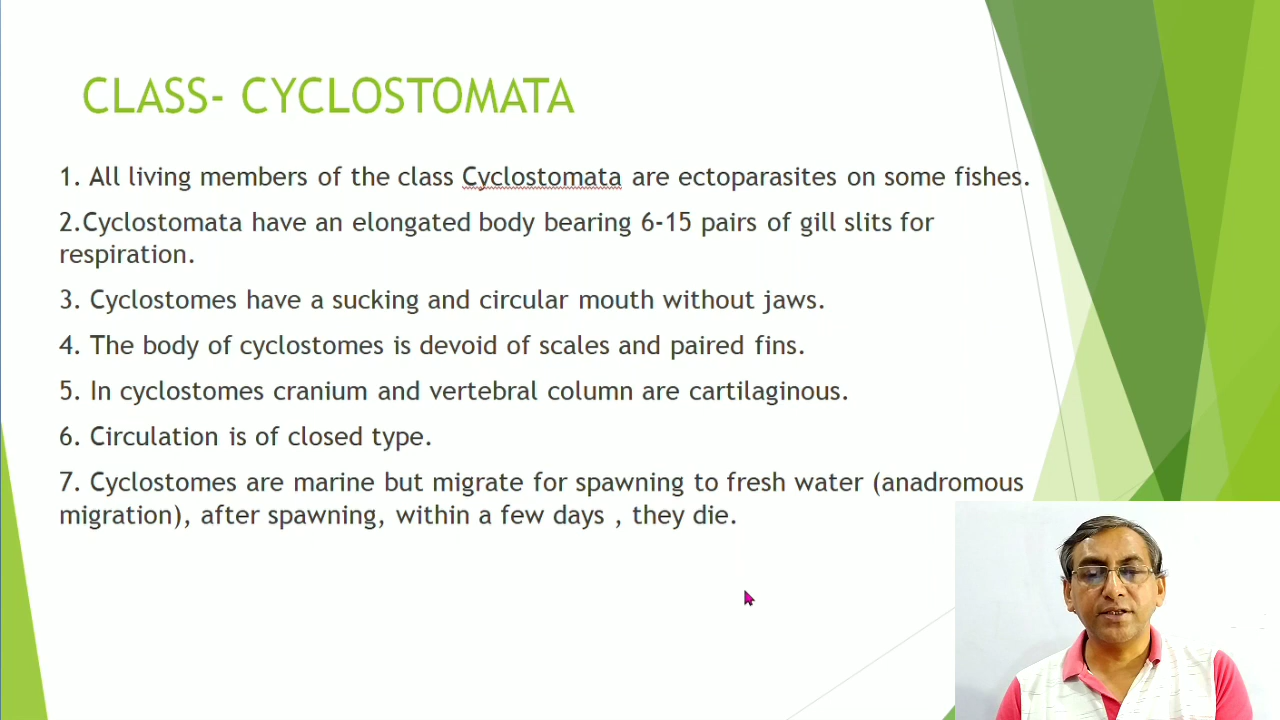 CLASS- CYCLOSTOMATA
1. All living members of the class Cyclostomata are ectoparasites on some fishes.
2.Cyclostomata have an elongated body bearing 6-15 pairs of gill slits for
respiration.
3. Cyclostomes have a sucking and circular mouth without jaws.
4. The body of cyclostomes is devoid of scales and paired fins.
5. In cyclostomes cranium and vertebral column are cartilaginous.
6. Circulation is of closed type.
7. Cyclostomes are marine but migrate for spawning to fresh water (anadromous
migration), after spawning, within a few days , they die.